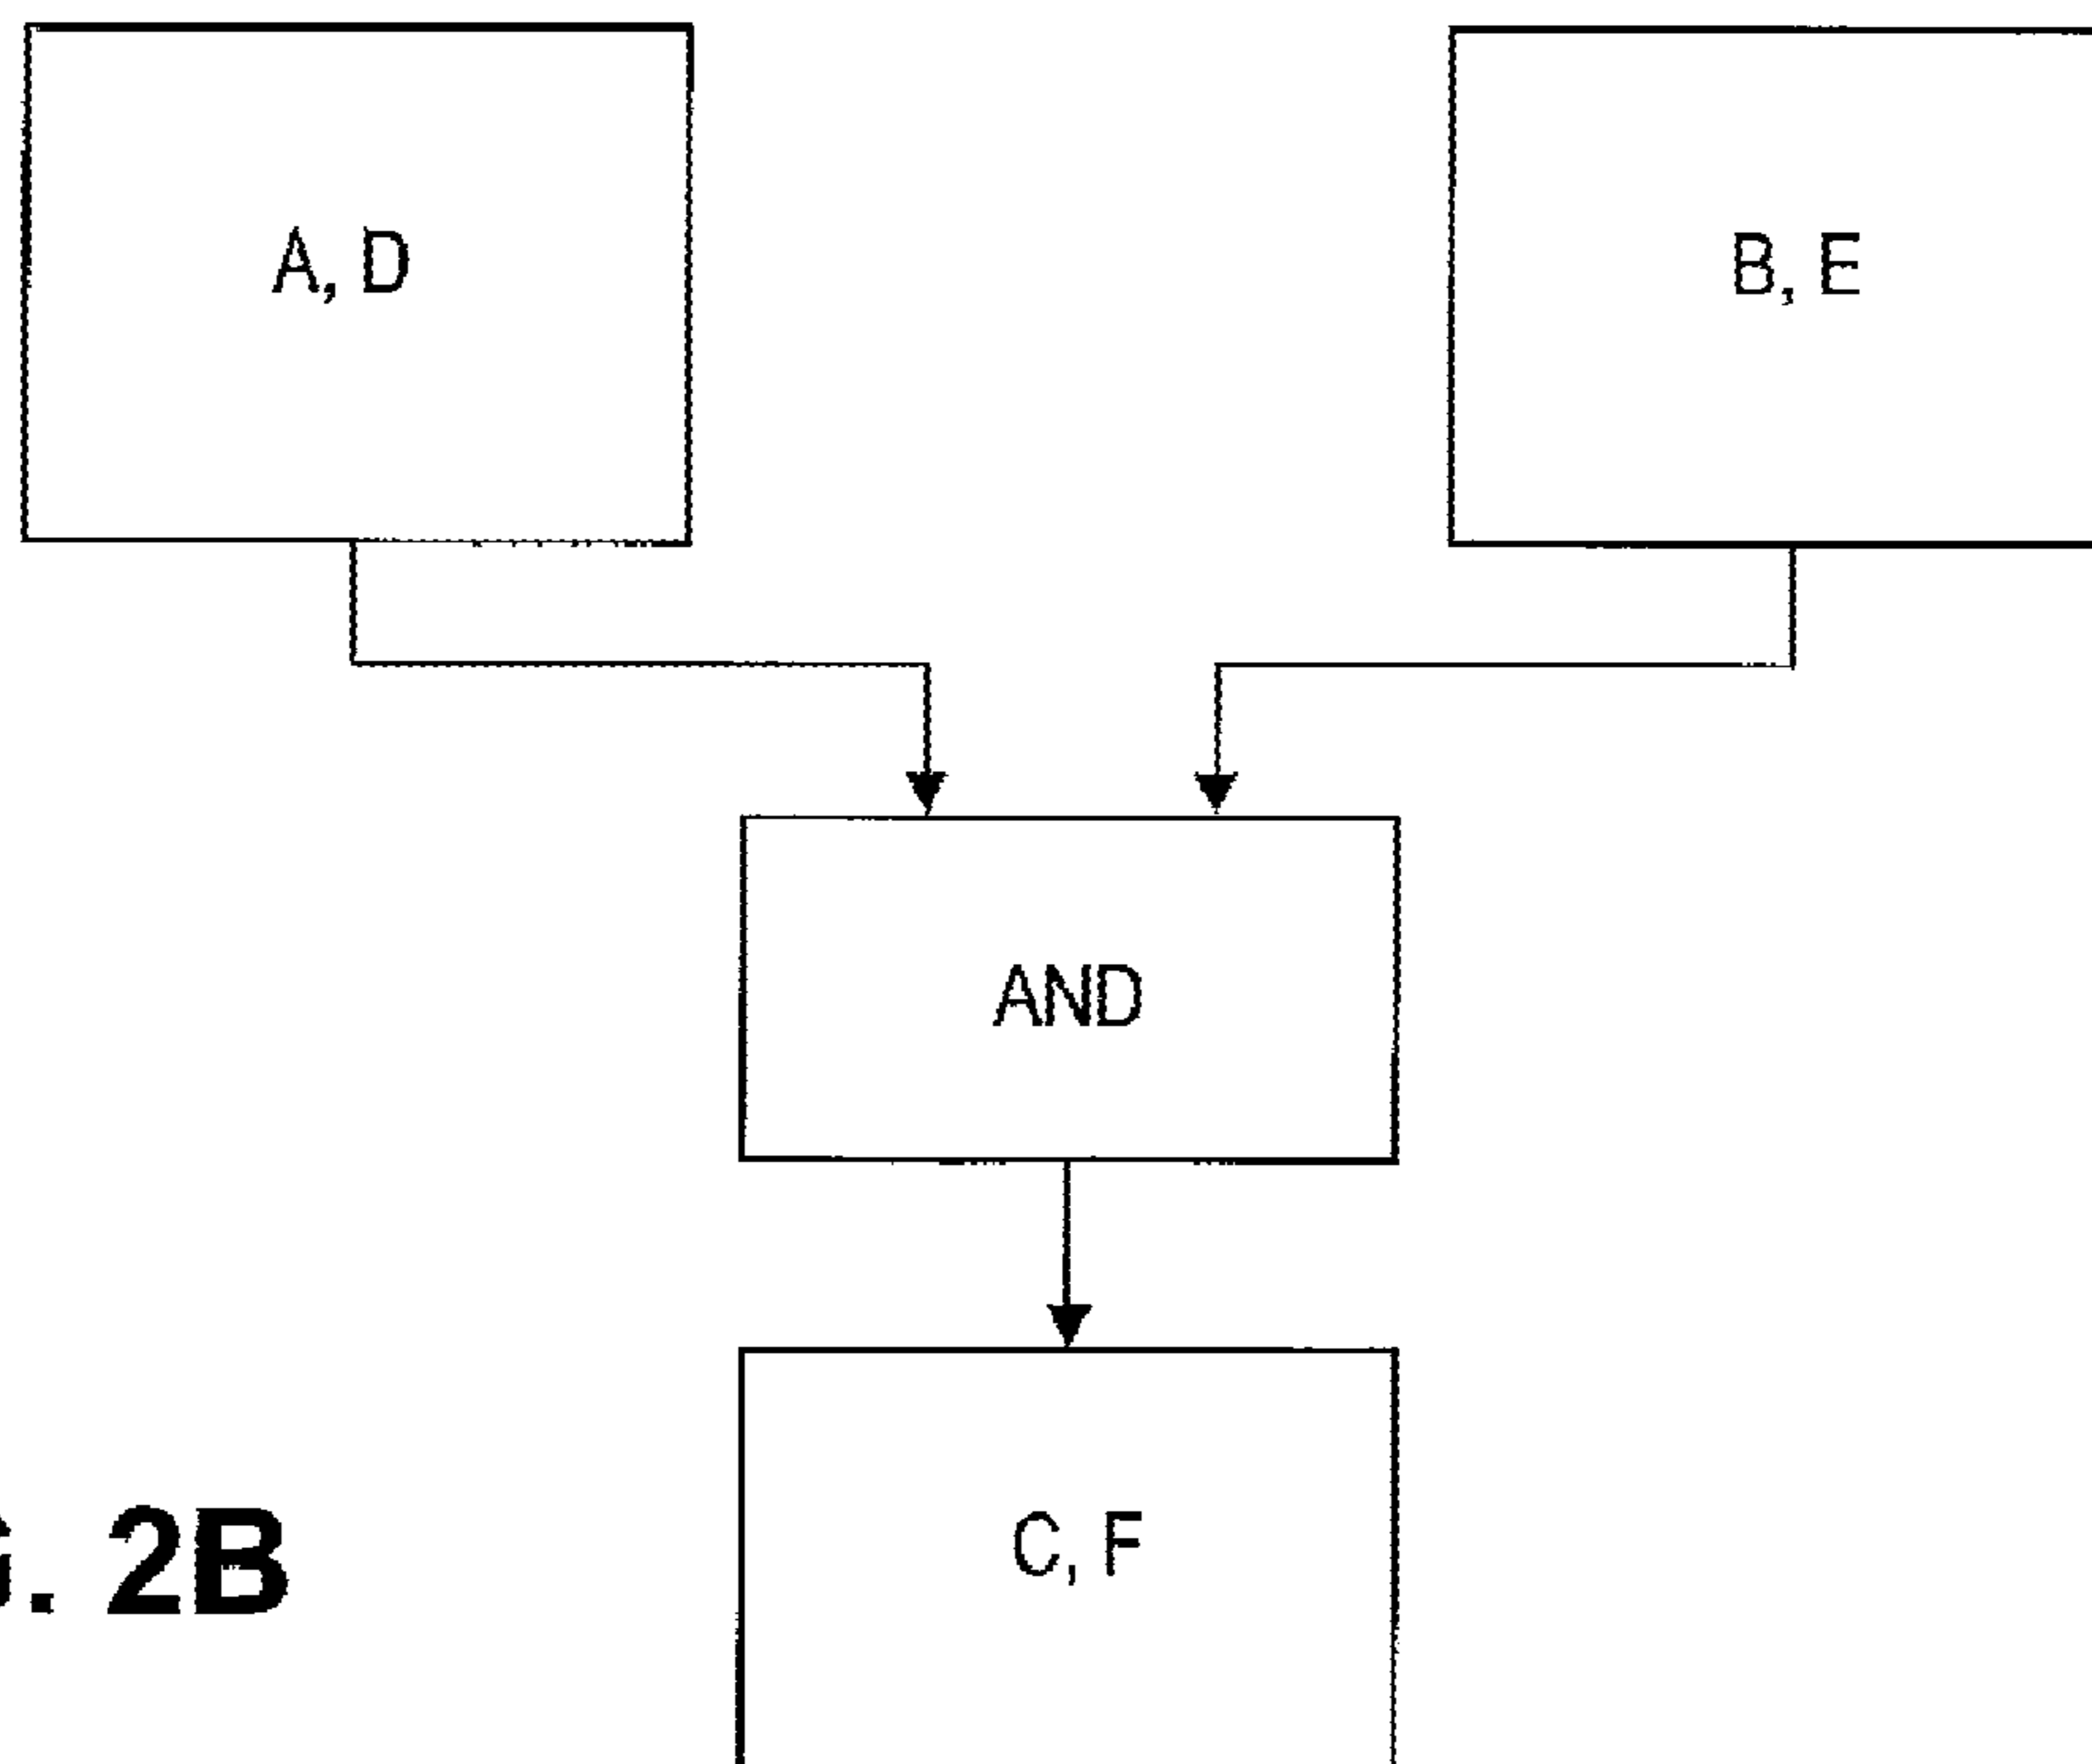 A, D
B, E
AND
C, F
. 2B